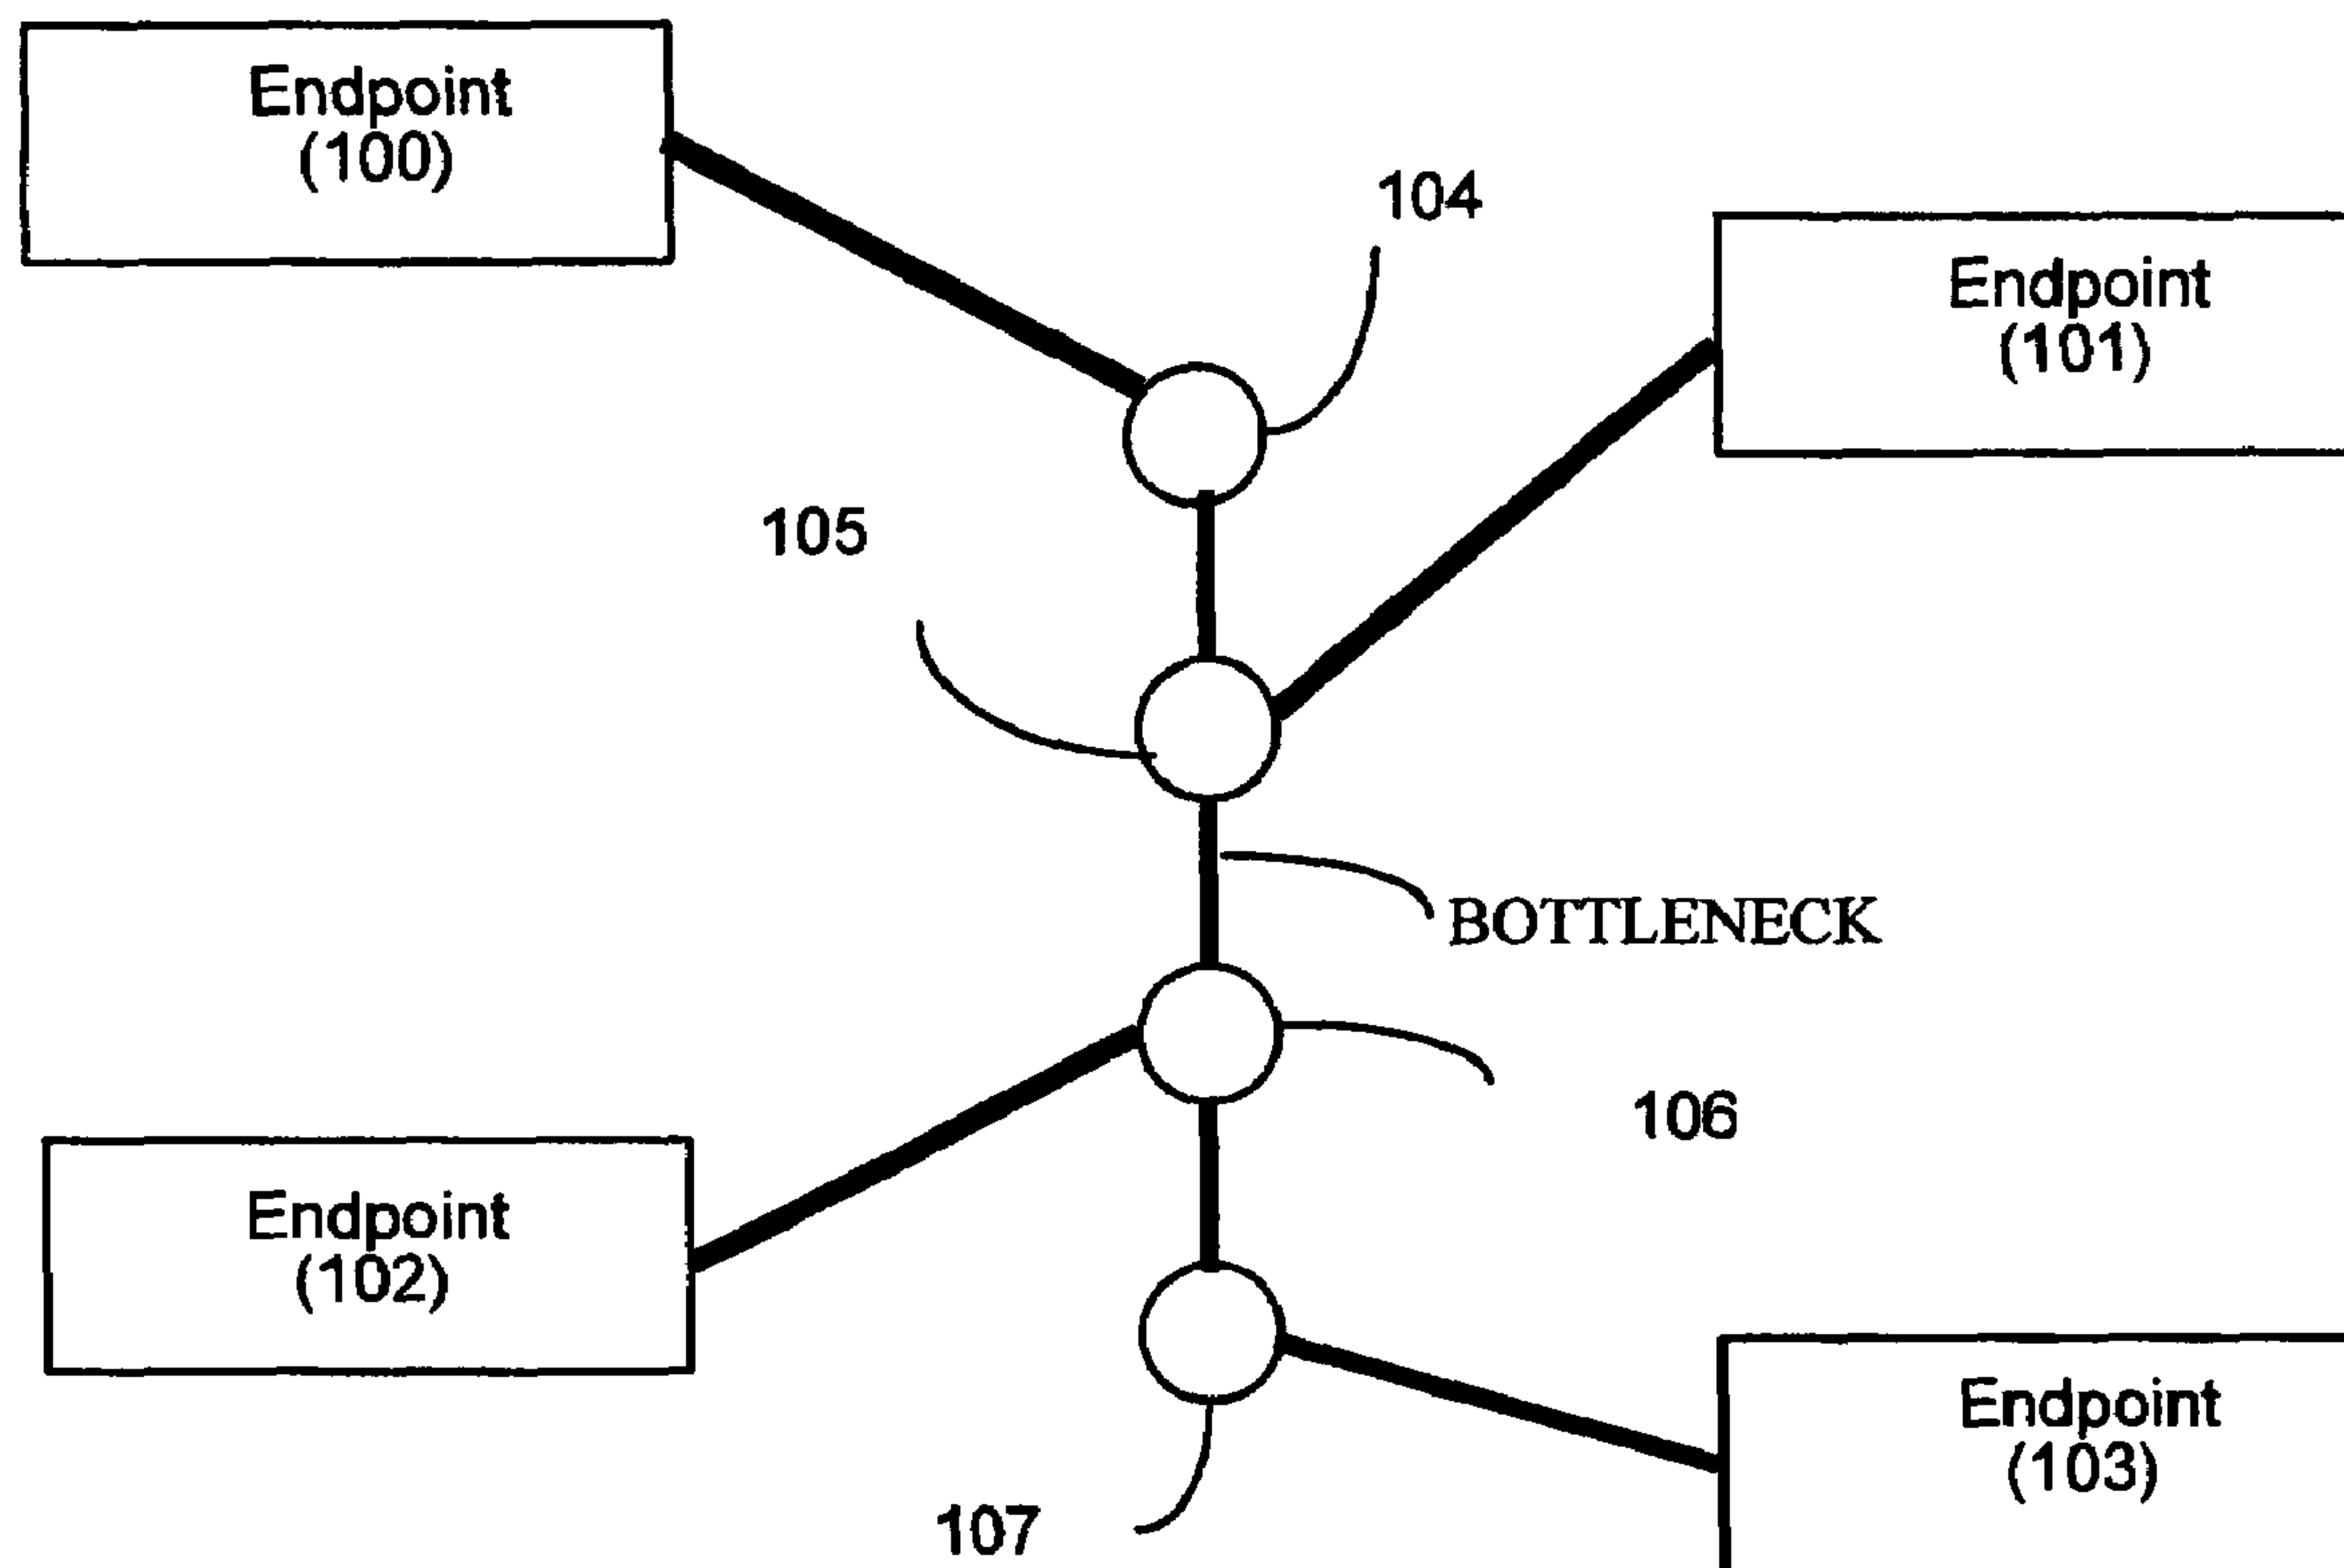 Endpoint
(100)
104
Endpoint
(101)
105
BOTTLENECK
106
Endpoint
(102)
Endpoint
(103)
107